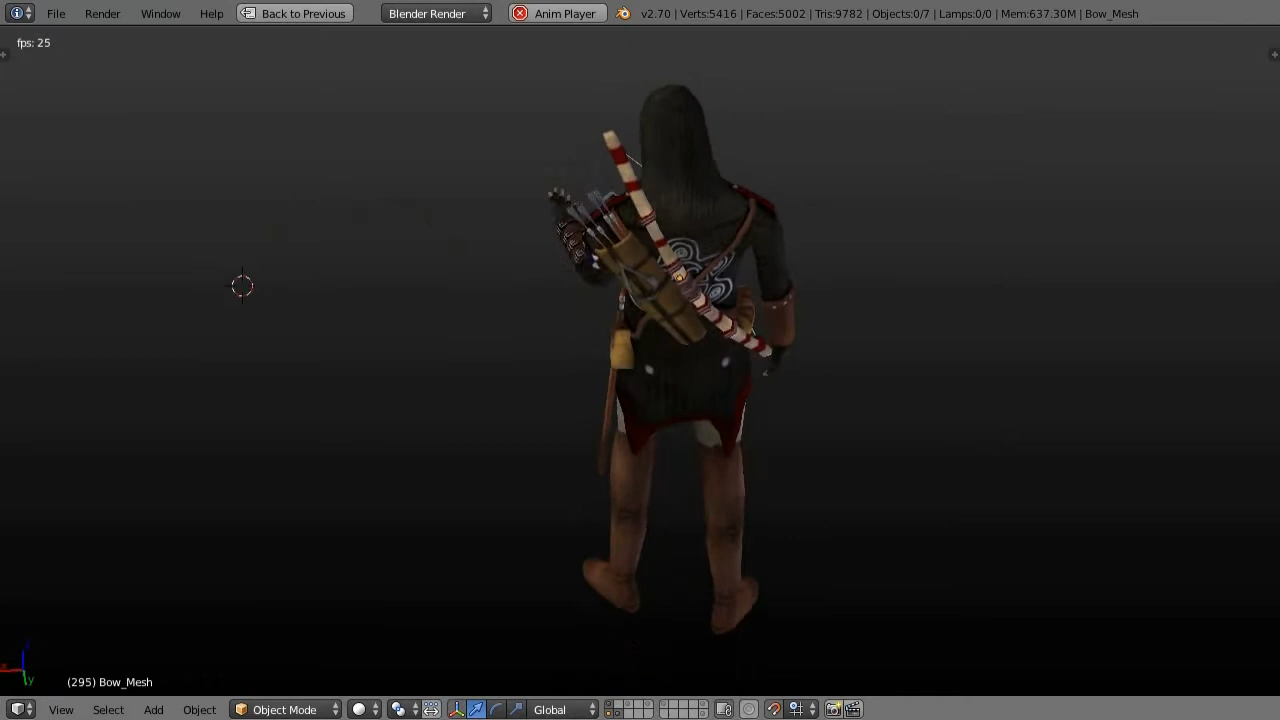 File Render Window Help Back to Previous Blender Render Anim Player v2.70 | Verts:5416 | Faces:5002 | Tris:9782 | Objects:0/7 | Lamps:0/0 | Mem:637.30M | Bow_Mesh
fps: 25
x z y
(295) Bow_Mesh
View Select Add Object Object Mode Global